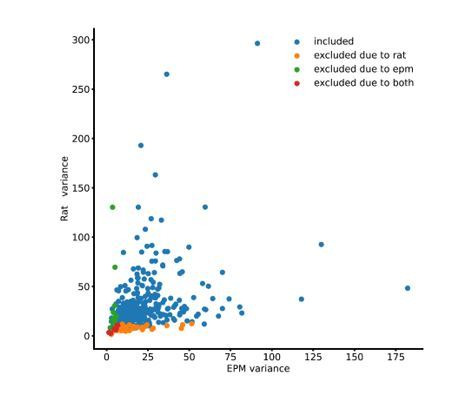 300
250
200
150
100
50
0
Rat variance
included
excluded due to rat
excluded due to epm
excluded due to both
0 25 50 75 100 125 150 175
EPM variance